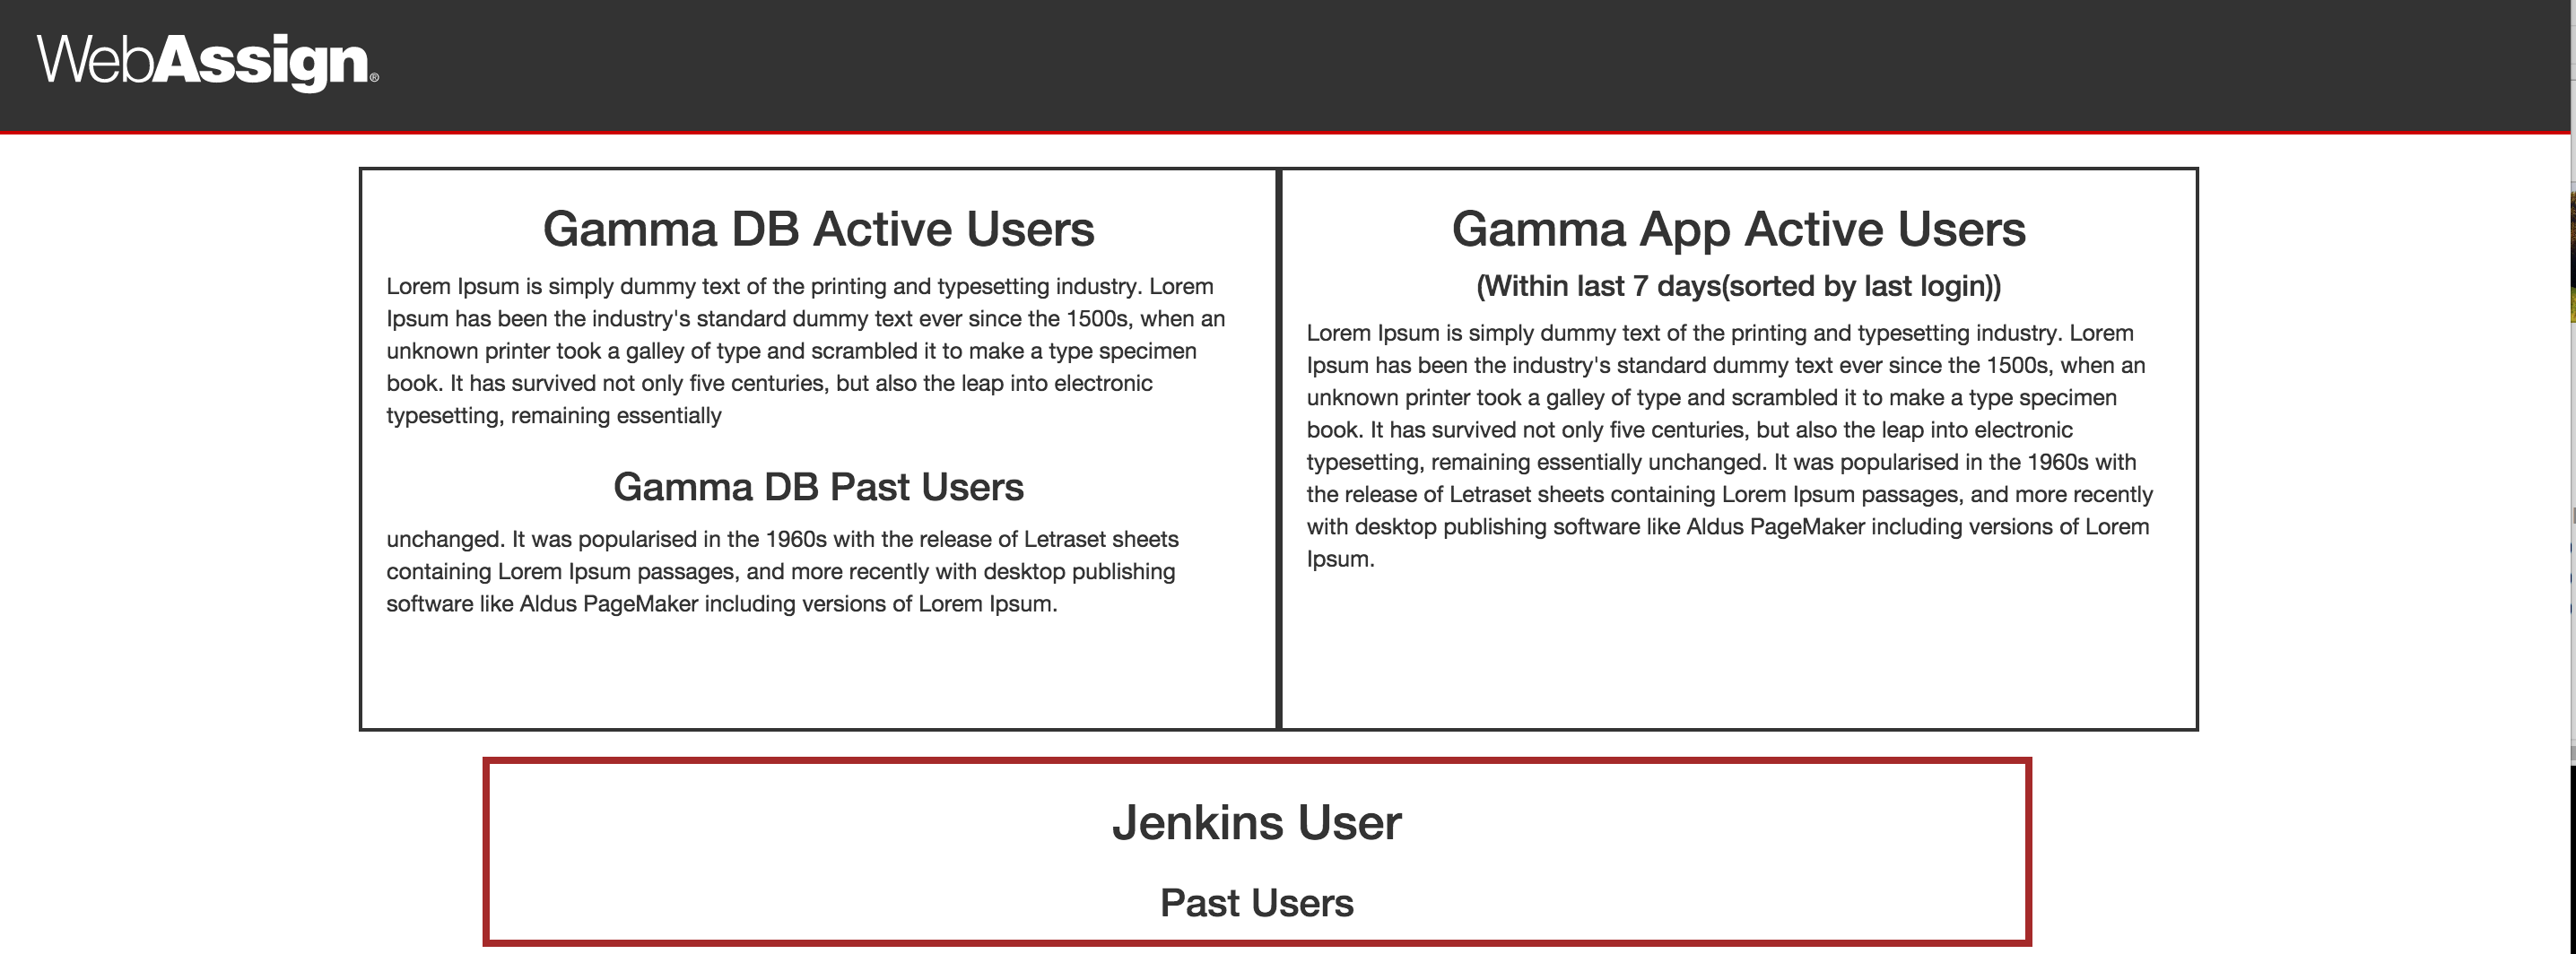 WebAssign®
Gamma DB Active Users
Lorem Ipsum is simply dummy text of the printing and typesetting industry. Lorem
Ipsum has been the industry's standard dummy text ever since the 1500s, when an
unknown printer took a galley of type and scrambled it to make a type specimen
book. It has survived not only five centuries, but also the leap into electronic
typesetting, remaining essentially
Gamma DB Past Users
unchanged. It was popularised in the 1960s with the release of Letraset sheets
containing Lorem Ipsum passages, and more recently with desktop publishing
software like Aldus PageMaker including versions of Lorem Ipsum.
Gamma App Active Users
(Within last 7 days(sorted by last login))
Lorem Ipsum is simply dummy text of the printing and typesetting industry. Lorem
Ipsum has been the industry's standard dummy text ever since the 1500s, when an
unknown printer took a galley of type and scrambled it to make a type specimen
book. It has survived not only five centuries, but also the leap into electronic
typesetting, remaining essentially unchanged. It was popularised in the 1960s with
the release of Letraset sheets containing Lorem Ipsum passages, and more recently
with desktop publishing software like Aldus PageMaker including versions of Lorem
Ipsum.
Jenkins User
Past Users